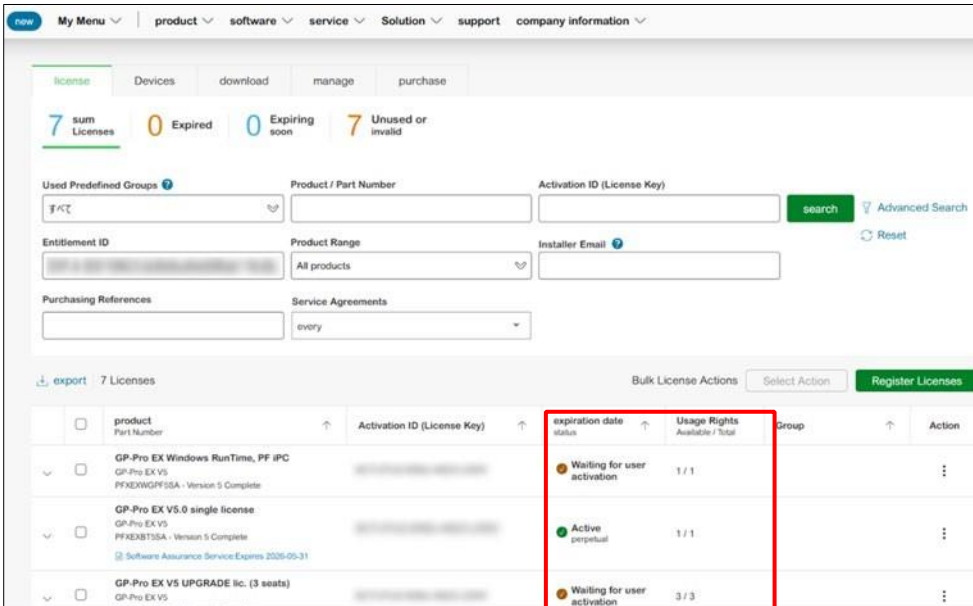 new My Menu product software service Solution support company information
license Devices download manage purchase
7 sum Licenses 0 Expired 0 Expiring soon 7 Unused or invalid
Used Predefined Groups ? Product / Part Number Activation ID (License Key)
すべて search Advanced Search
Reset
Entitlement ID Product Range Installer Email ?
All products
Purchasing References Service Agreements
every
export 7 Licenses Bulk License Actions Select Action Register Licenses
product Activation ID (License Key) expiration date Usage Rights Group Action
Part Number status Available / Total
GP-Pro EX Windows RunTime, PF iPC
GP-Pro EX V5
PFXEXWGPF5SA - Version 5 Complete
Waiting for user activation
1 / 1
GP-Pro EX V5.0 single license
GP-Pro EX V5
PFXEXBT5SA - Version 5 Complete
Software Assurance Service:Expires 2026-05-31
Active
perpetual
1 / 1
GP-Pro EX V5 UPGRADE lic. (3 seats)
GP-Pro EX V5
Waiting for user activation
3 / 3